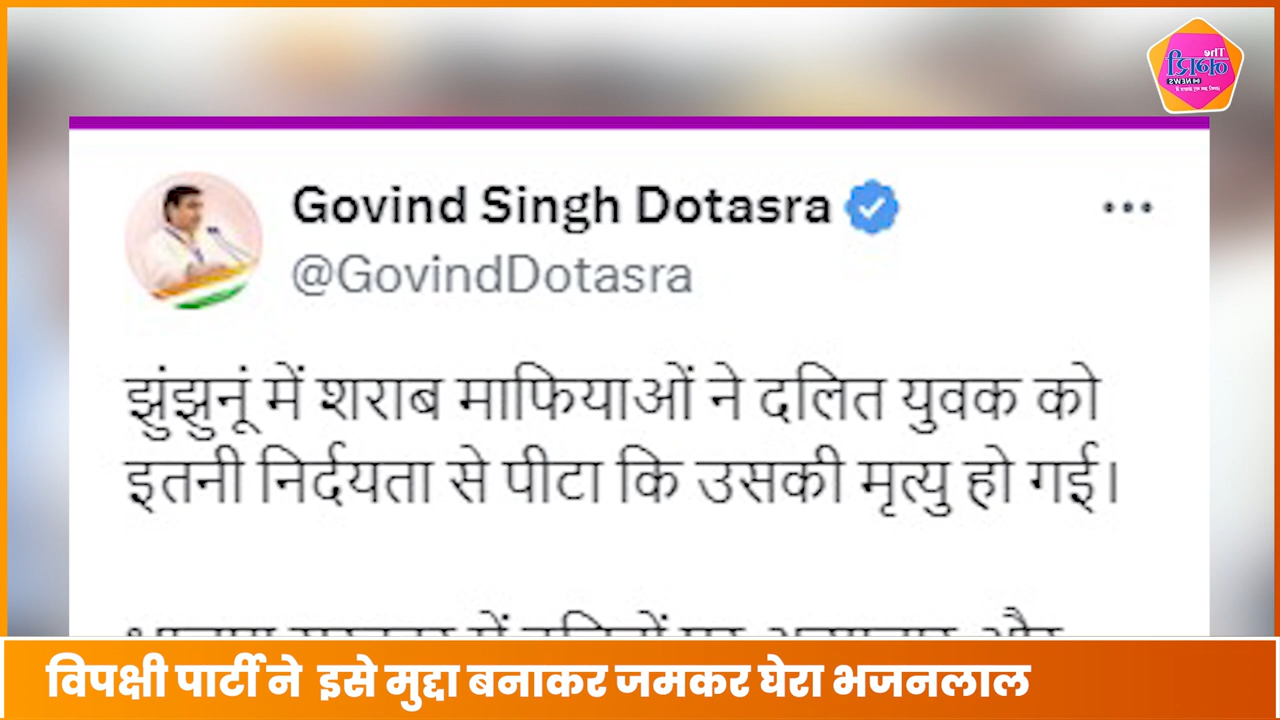 Govind Singh Dotasra
@GovindDotasra
झुंझुनूं में शराब माफियाओं ने दलित युवक को
इतनी निर्दयता से पीटा कि उसकी मृत्यु हो गई।
विपक्षी पार्टी ने इसे मुद्दा बनाकर जमकर घेरा भजनलाल